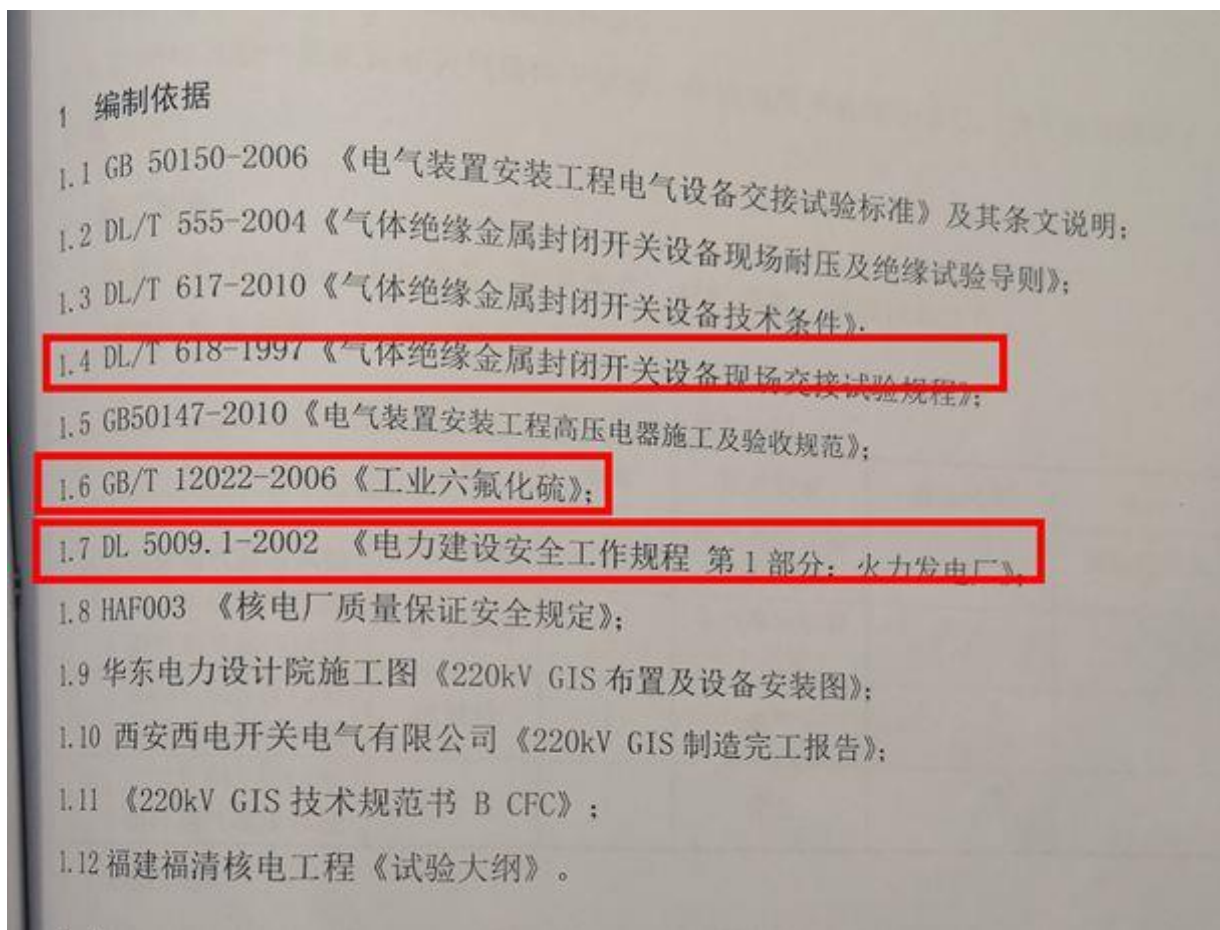 1 编制依据
1.1 GB 50150-2006 《电气装置安装工程电气设备交接试验标准》及其条文说明;
1.2 DL/T 555-2004《气体绝缘金属封闭开关设备现场耐压及绝缘试验导则》;
1.3 DL/T 617-2010《气体绝缘金属封闭开关设备技术条件》.
1.4 DL/T 618-1997《气体绝缘金属封闭开关设备现场交接试验规程》;
1.5 GB50147-2010《电气装置安装工程高压电器施工及验收规范》;
1.6 GB/T 12022-2006《工业六氟化硫》;
1.7 DL 5009.1-2002 《电力建设安全工作规程 第1部分: 火力发电厂》;
1.8 HAF003 《核电厂质量保证安全规定》;
1.9 华东电力设计院施工图《220kV GIS 布置及设备安装图》;
1.10 西安西电开关电气有限公司《220kV GIS 制造完工报告》;
1.11 《220kV GIS 技术规范书 B CFC》;
1.12 福建福清核电工程《试验大纲》。